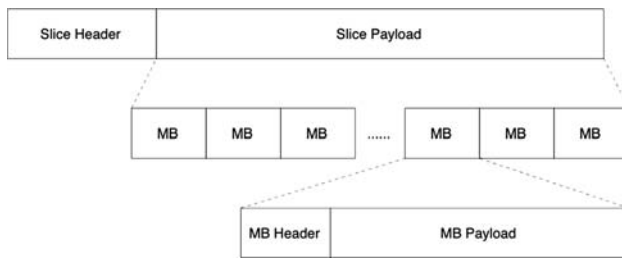 Slice Header Slice Payload
MB MB MB ...... MB MB MB
MB Header MB Payload